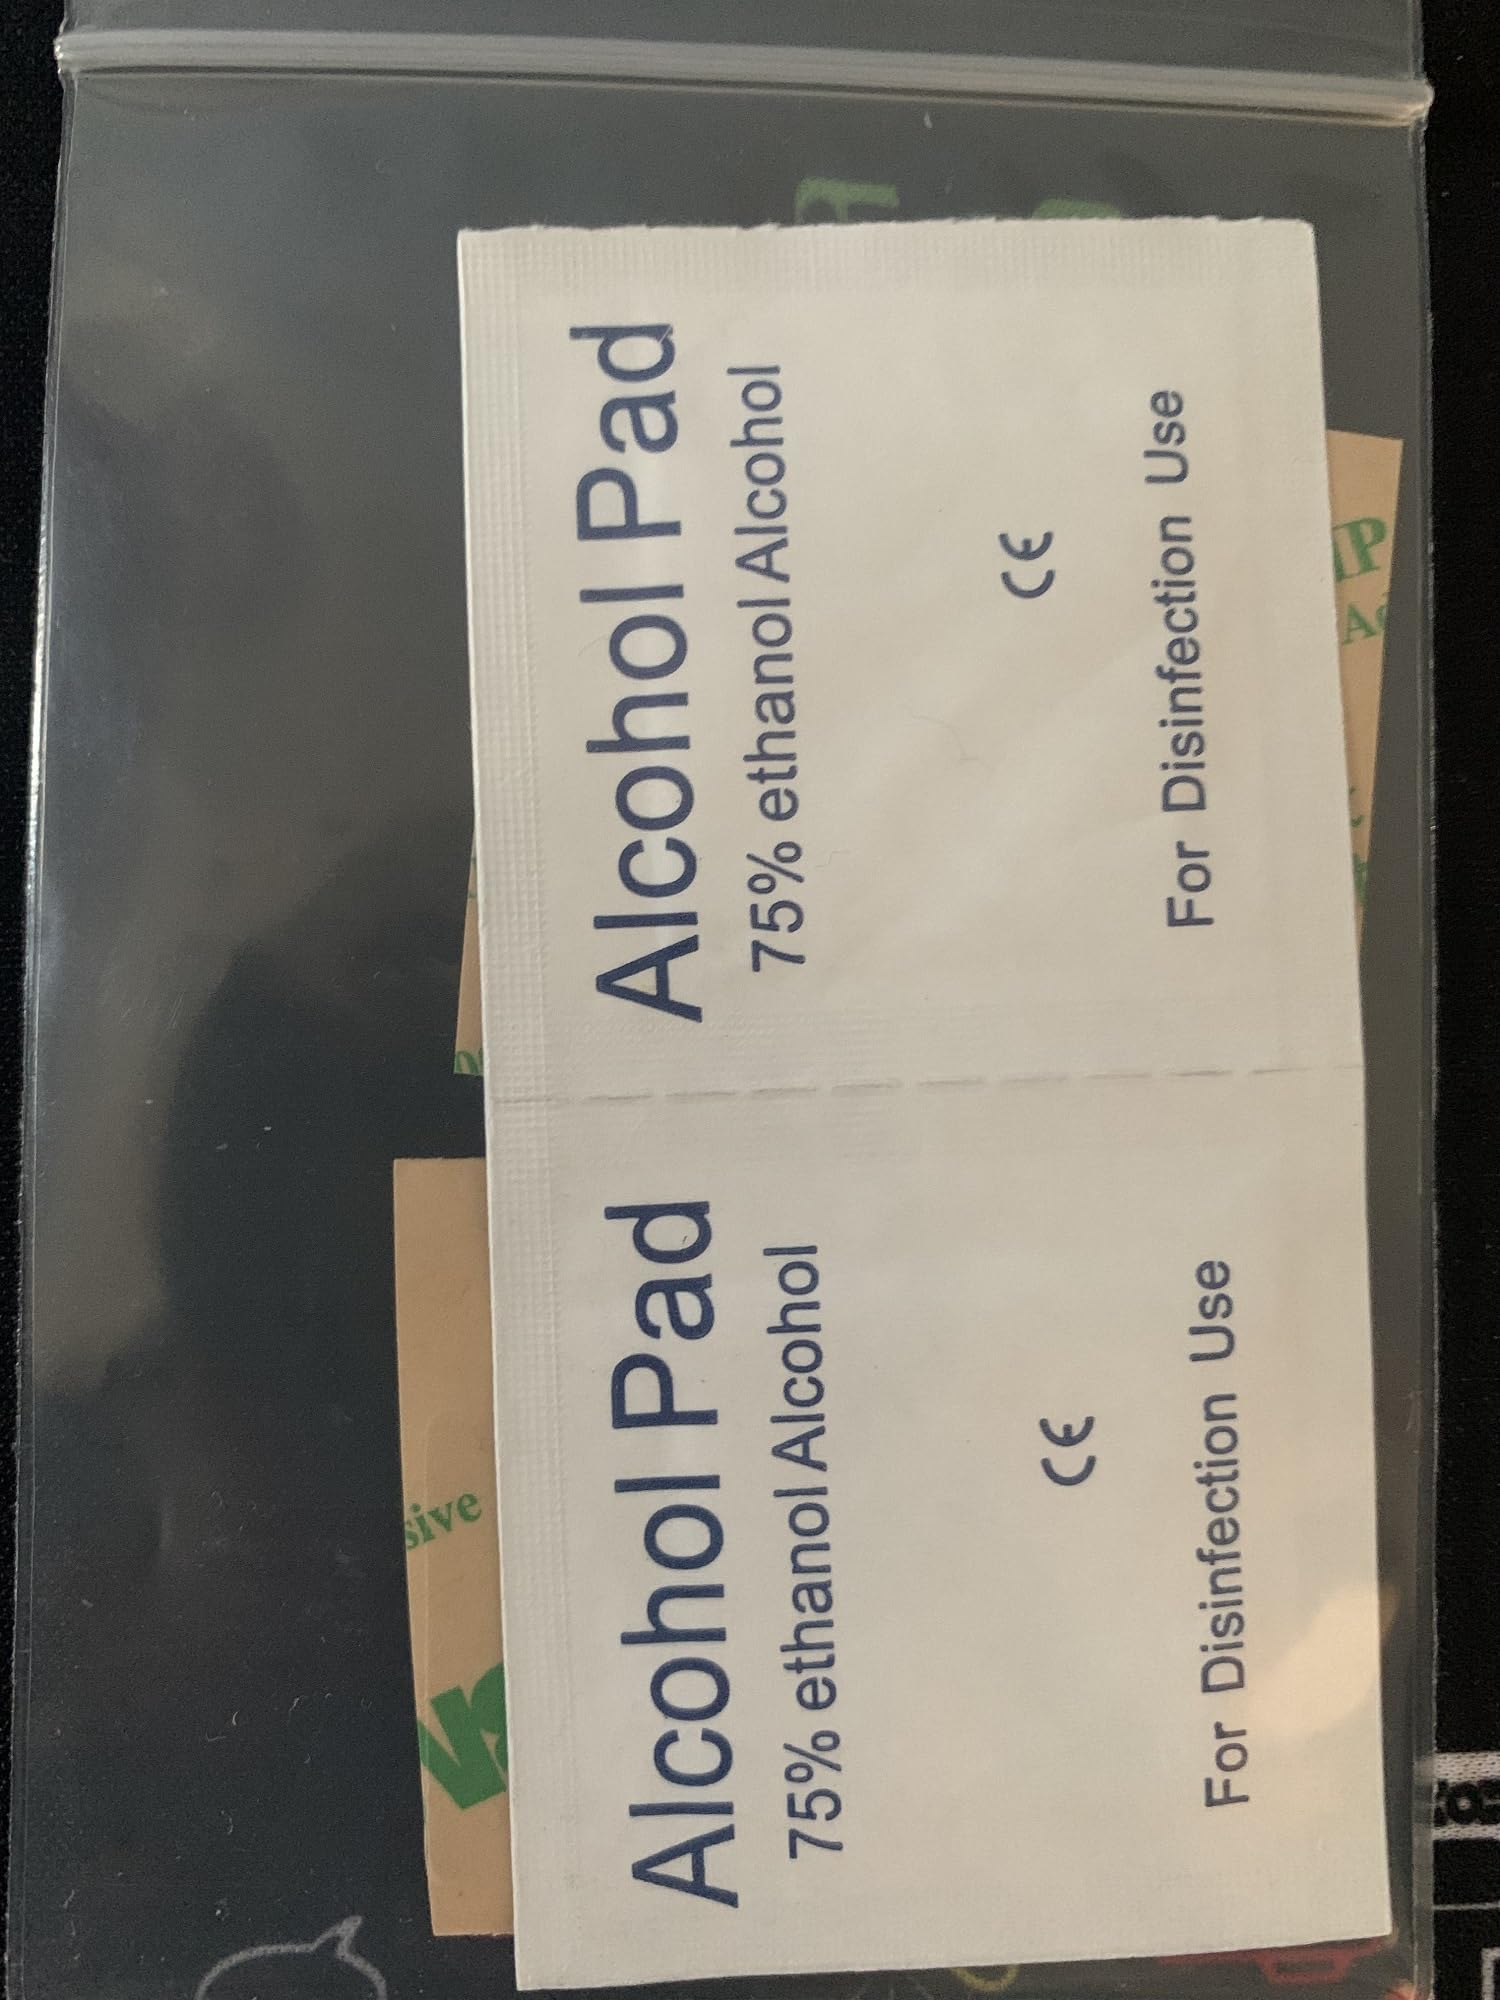 Alcohol Pad
75% ethanol Alcohol
CE
For Disinfection Use
Alcohol Pad
75% ethanol Alcohol
CE
For Disinfection Use
sive